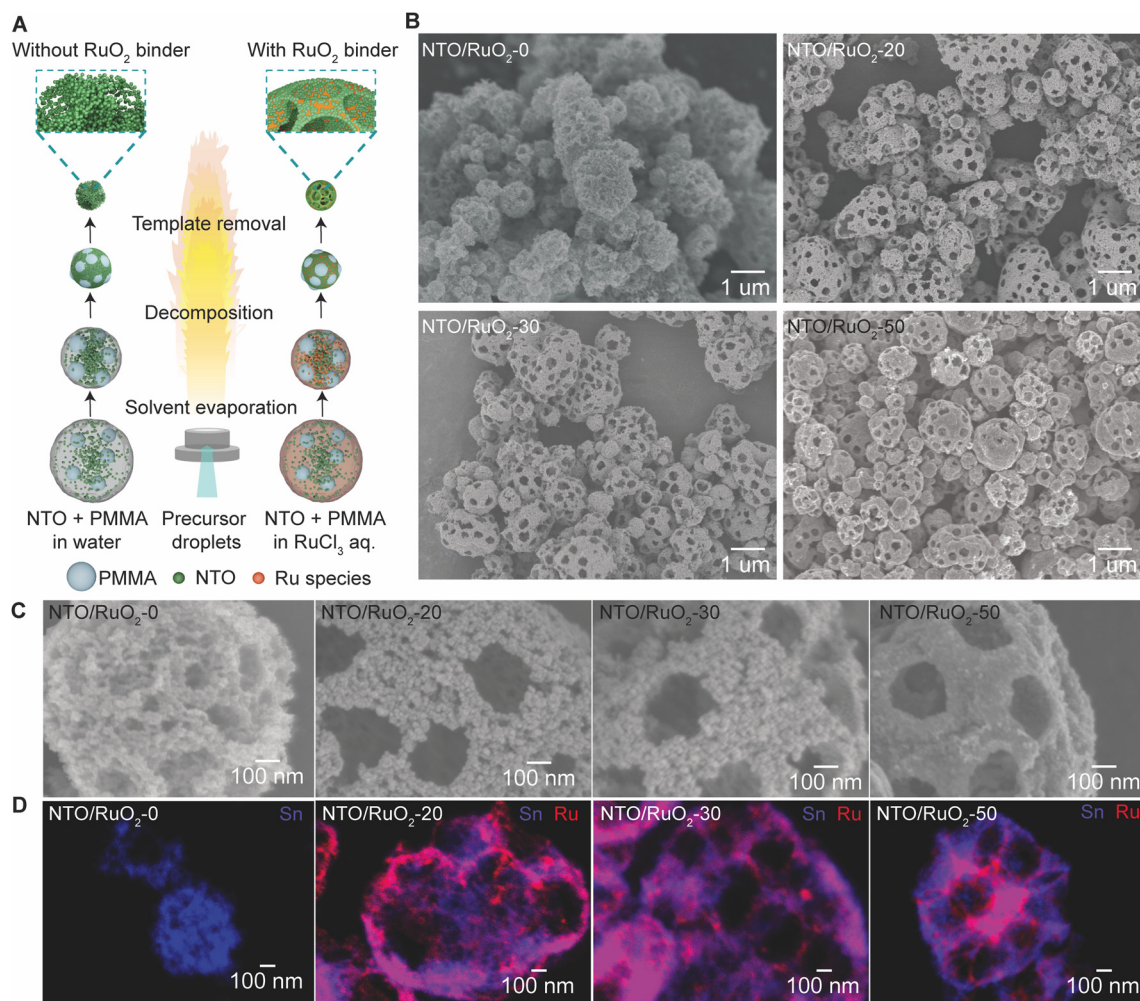 A
Without RuO₂ binder
With RuO₂ binder
Template removal
Decomposition
Solvent evaporation
NTO + PMMA
in water
Precursor
droplets
NTO + PMMA
in RuCl₃ aq.
PMMA
NTO
Ru species
B
NTO/RuO₂-0
1 um
NTO/RuO₂-20
1 um
NTO/RuO₂-30
1 um
NTO/RuO₂-50
1 um
C
NTO/RuO₂-0
100 nm
NTO/RuO₂-20
100 nm
NTO/RuO₂-30
100 nm
NTO/RuO₂-50
100 nm
D
NTO/RuO₂-0
Sn
100 nm
NTO/RuO₂-20
Sn Ru
100 nm
NTO/RuO₂-30
Sn Ru
100 nm
NTO/RuO₂-50
Sn Ru
100 nm